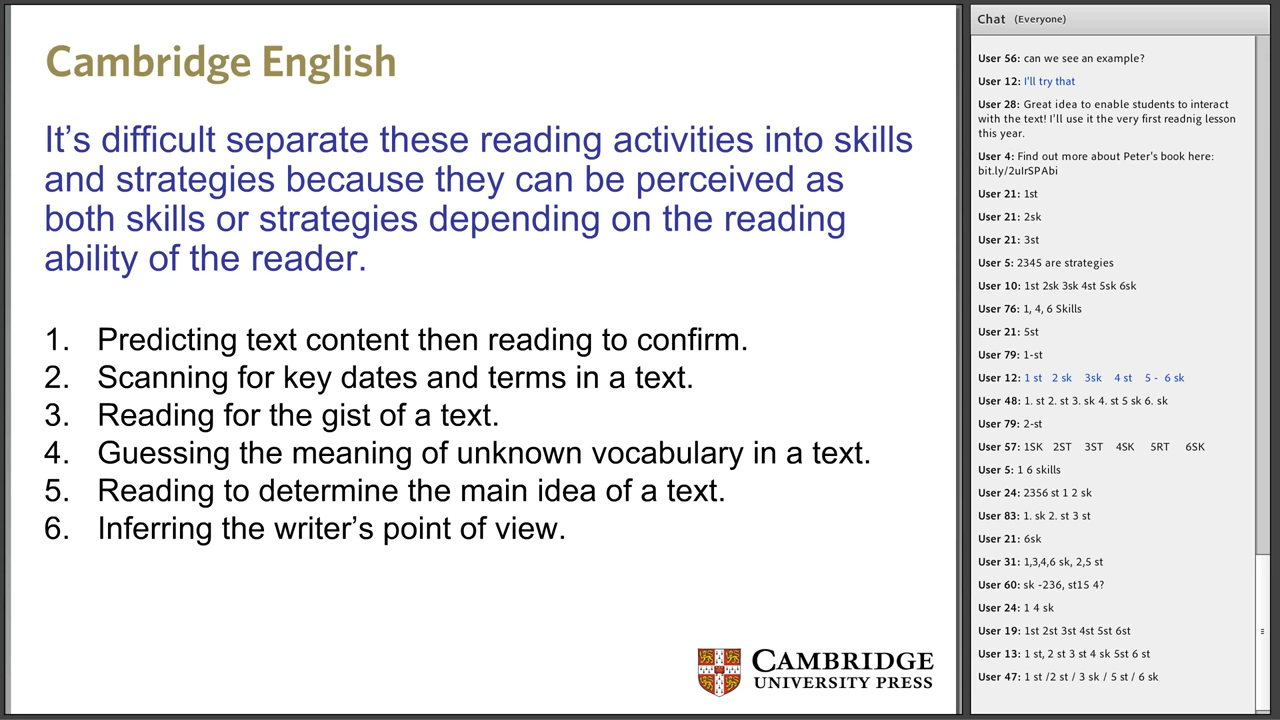 Cambridge English
It's difficult separate these reading activities into skills
and strategies because they can be perceived as
both skills or strategies depending on the reading
ability of the reader.
1. Predicting text content then reading to confirm.
2. Scanning for key dates and terms in a text.
3. Reading for the gist of a text.
4. Guessing the meaning of unknown vocabulary in a text.
5. Reading to determine the main idea of a text.
6. Inferring the writer's point of view.
CAMBRIDGE
UNIVERSITY PRESS
Chat (Everyone)
User 56: can we see an example?
User 12: I'll try that
User 28: Great idea to enable students to interact
with the text! I'll use it the very first readnig lesson
this year.
User 4: Find out more about Peter's book here:
bit.ly/2uIrSPAbi
User 21: 1st
User 21: 2sk
User 21: 3st
User 5: 2345 are strategies
User 10: 1st 2sk 3sk 4st 5sk 6sk
User 76: 1, 4, 6 Skills
User 21: 5st
User 79: 1-st
User 12: 1 st 2 sk 3sk 4 st 5 - 6 sk
User 48: 1. st 2. st 3. sk 4. st 5 sk 6. sk
User 79: 2-st
User 57: 1SK 2ST 3ST 4SK 5RT 6SK
User 5: 1 6 skills
User 24: 2356 st 1 2 sk
User 83: 1. sk 2. st 3 st
User 21: 6sk
User 31: 1,3,4,6 sk, 2,5 st
User 60: sk -236, st15 4?
User 24: 1 4 sk
User 19: 1st 2st 3st 4st 5st 6st
User 13: 1 st, 2 st 3 st 4 sk 5st 6 st
User 47: 1 st /2 st / 3 sk / 5 st / 6 sk